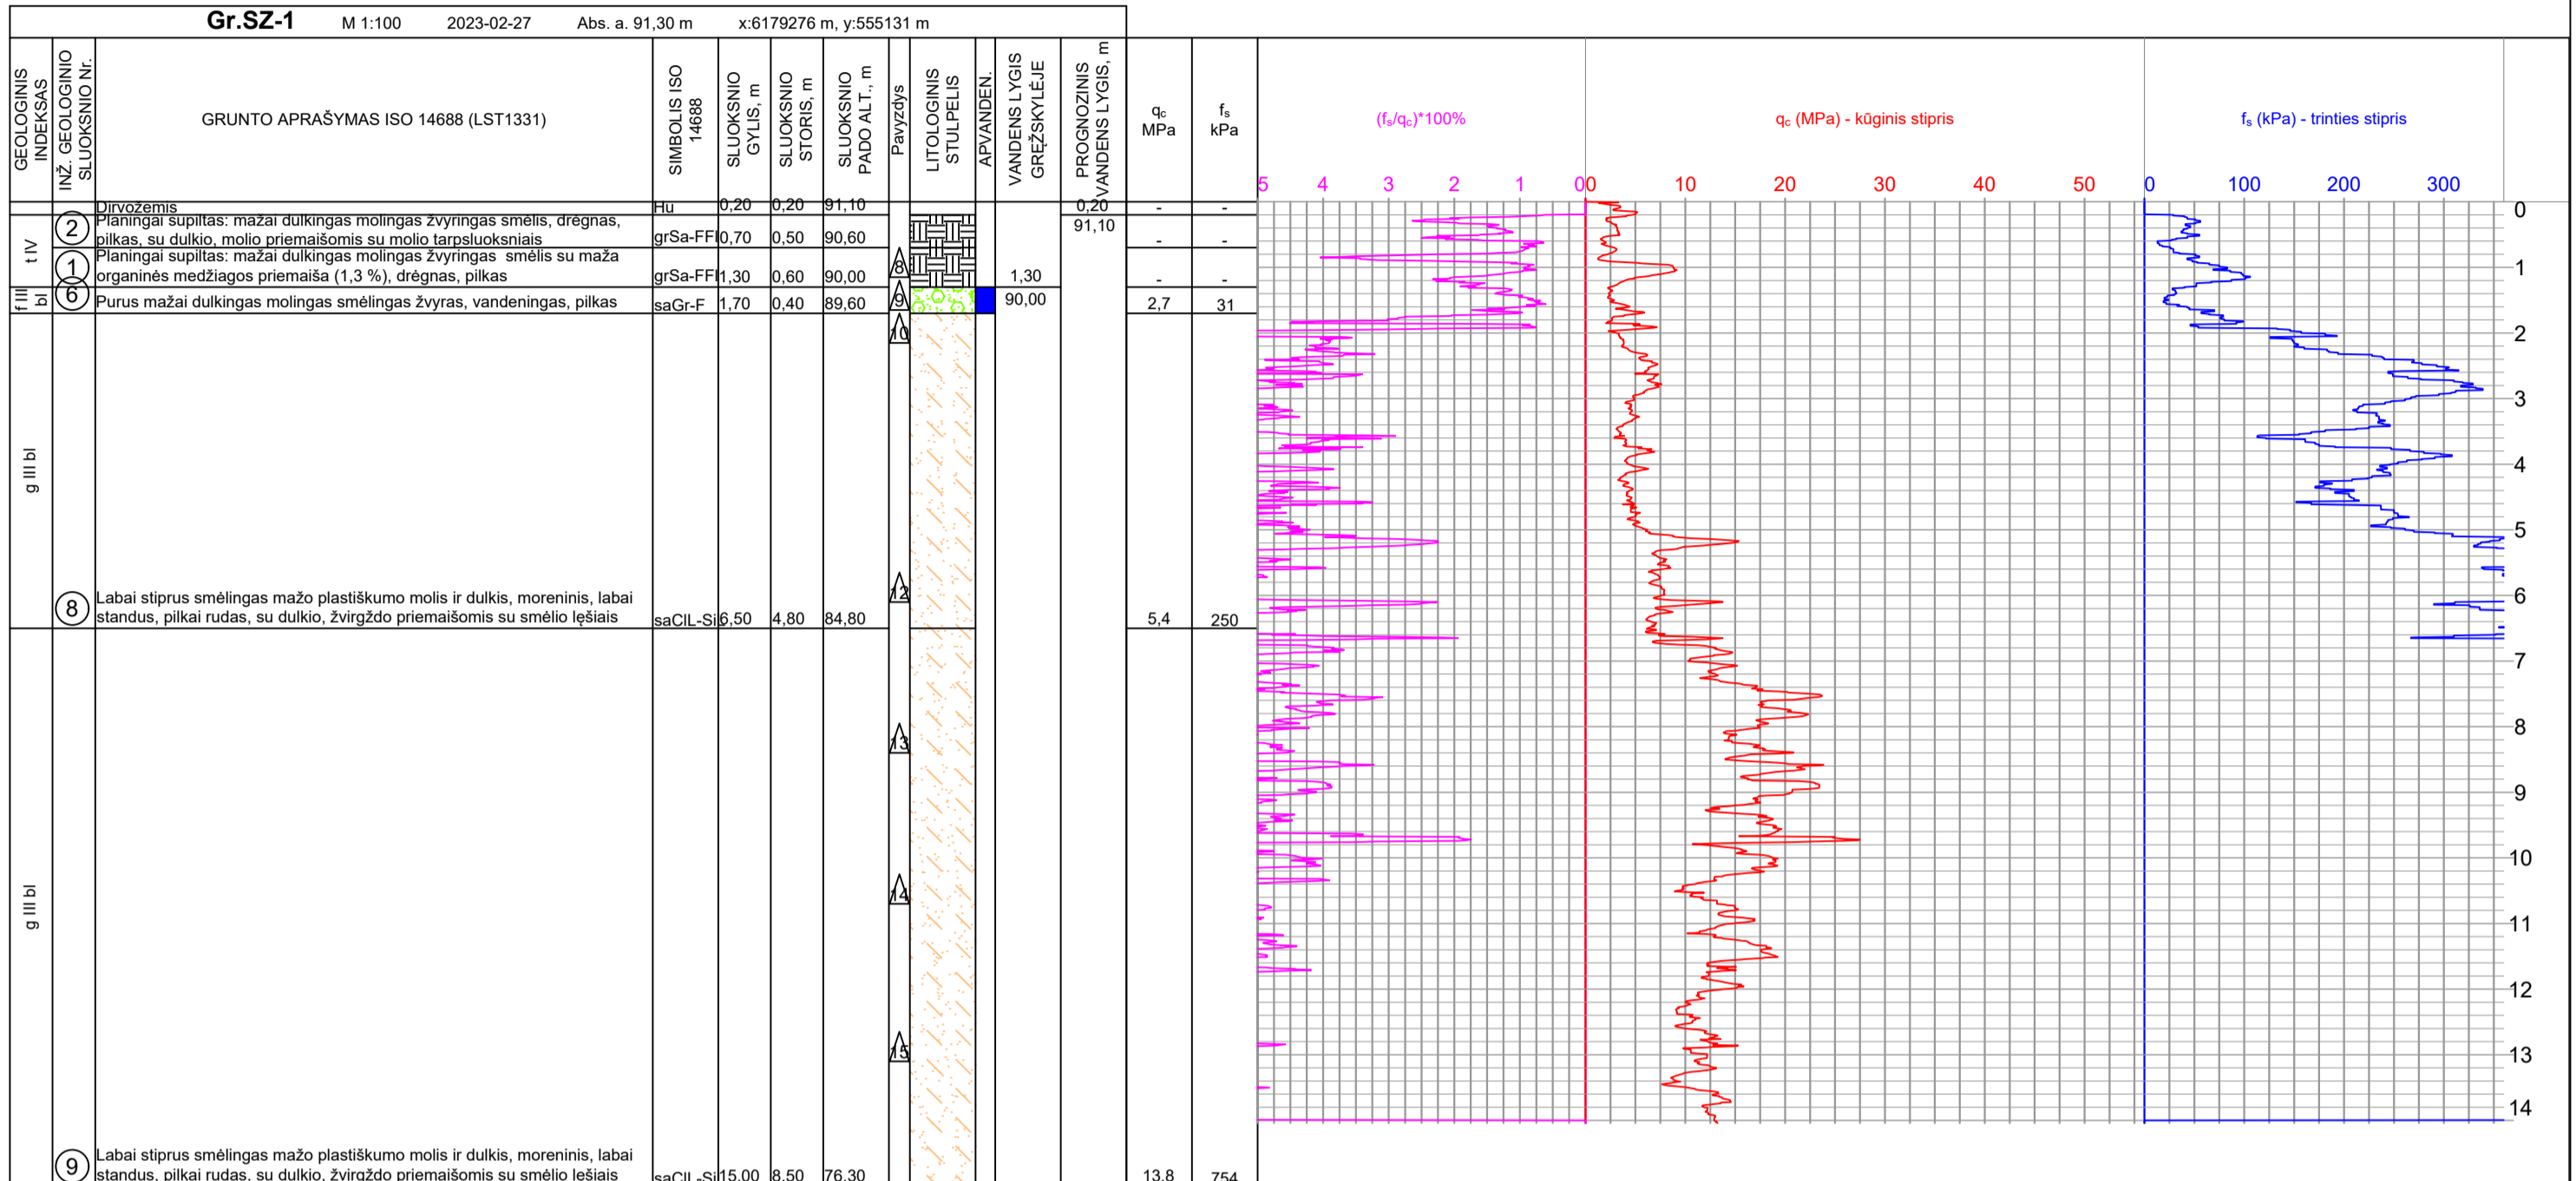 Gr.SZ-1 M 1:100 2023-02-27 Abs. a. 91,30 m x:6179276 m, y:555131 m
GEOLOGINIS
INDEKSAS
INŽ. GEOLOGINIO
SLUOKSNIO Nr.
GRUNTO APRAŠYMAS ISO 14688 (LST1331)
SIMBOLIS ISO
14688
SLUOKSNIO
GYLIS, m
SLUOKSNIO
STORIS, m
SLUOKSNIO
PADO ALT., m
Pavyzdys
LITOLOGINIS
STULPELIS
APVANDEN.
VANDENS LYGIS
GRĘŽSKYLĖJE
PROGNOZINIS
VANDENS LYGIS, m
qc
MPa
fs
kPa
(fs/qc)*100%
qc (MPa) - kūginis stipris
fs (kPa) - trinties stipris
5 4 3 2 1 0
0 10 20 30 40 50
0 100 200 300
Dirvožemis Hu 0,20 0,20 91,10 0,20 - -
91,10
t IV
2
Planingai supiltas: mažai dulkingas molingas žvyringas smėlis, drėgnas,
pilkas, su dulkio, molio priemaišomis su molio tarpsluoksniais grSa-FFI 0,70 0,50 90,60 - -
1
Planingai supiltas: mažai dulkingas molingas žvyringas smėlis su maža
organinės medžiagos priemaiša (1,3 %), drėgnas, pilkas grSa-FFI 1,30 0,60 90,00 8 1,30 - -
90,00
f III
bl
6
Purus mažai dulkingas molingas smėlingas žvyras, vandeningas, pilkas saGr-F 1,70 0,40 89,60 9 2,7 31
10
g III bl
8
Labai stiprus smėlingas mažo plastiškumo molis ir dulkis, moreninis, labai
standus, pilkai rudas, su dulkio, žvirgždo priemaišomis su smėlio lęšiais saClL-Si 6,50 4,80 84,80 12 5,4 250
13
14
15
g III bl
9
Labai stiprus smėlingas mažo plastiškumo molis ir dulkis, moreninis, labai
standus, pilkai rudas, su dulkio, žvirgždo priemaišomis su smėlio lęšiais saClL-Si 15,00 8,50 76,30 13,8 754
0
1
2
3
4
5
6
7
8
9
10
11
12
13
14